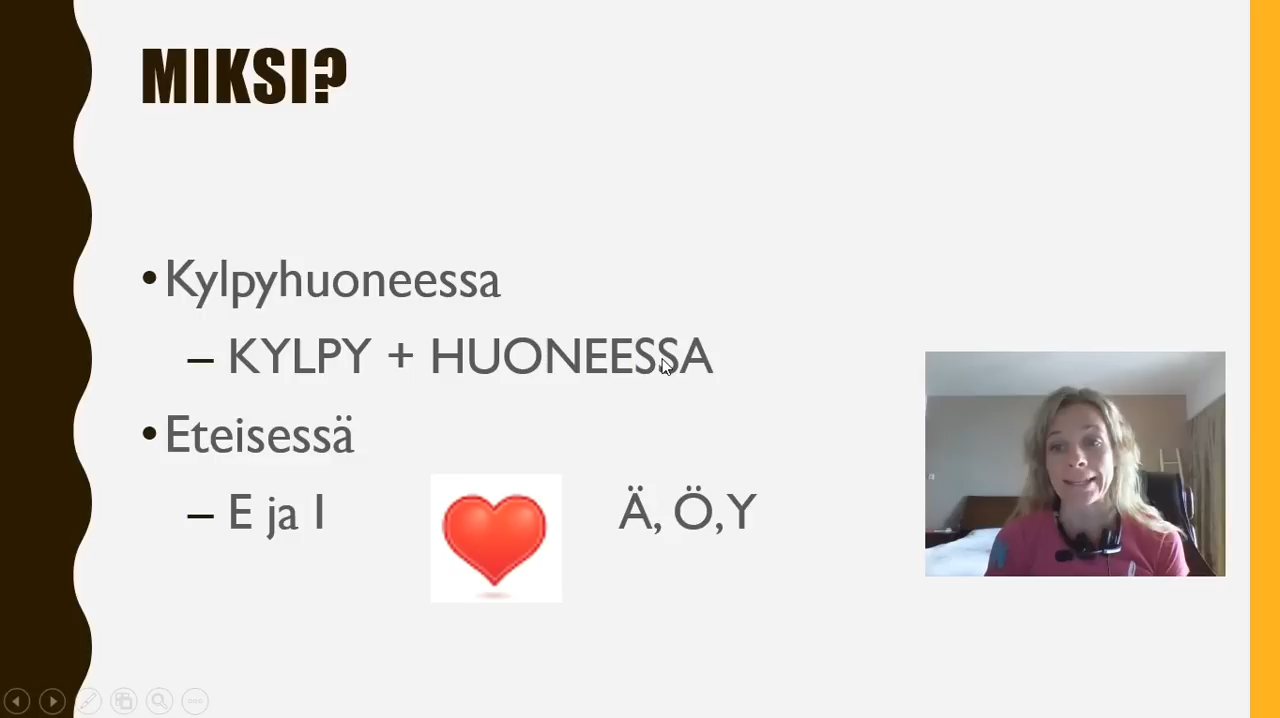 MIKSI?
• Kylpyhuoneessa
– KYLPY + HUONEESSA
• Eteisessä
– E ja I Ä, Ö, Y